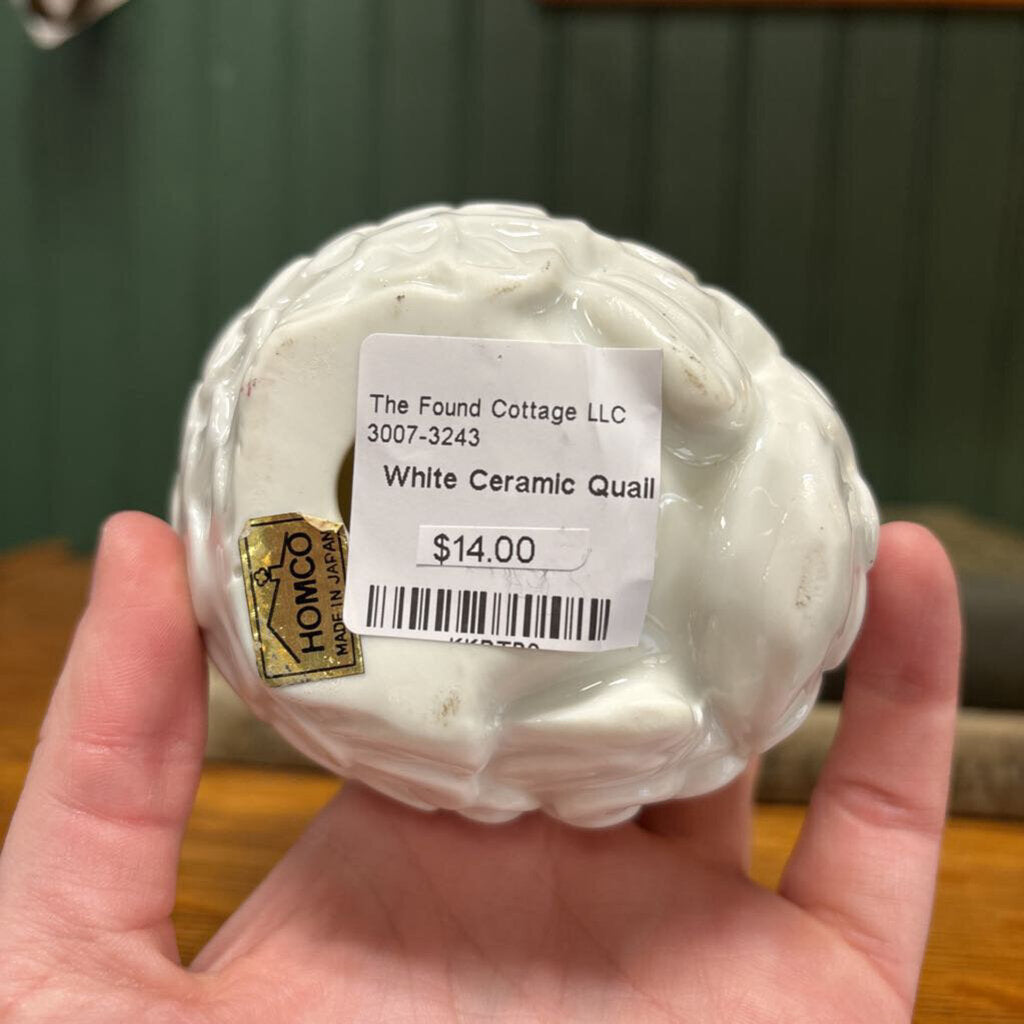 The Found Cottage LLC
3007-3243
White Ceramic Quail
$14.00
HOMCO
MADE IN JAPAN